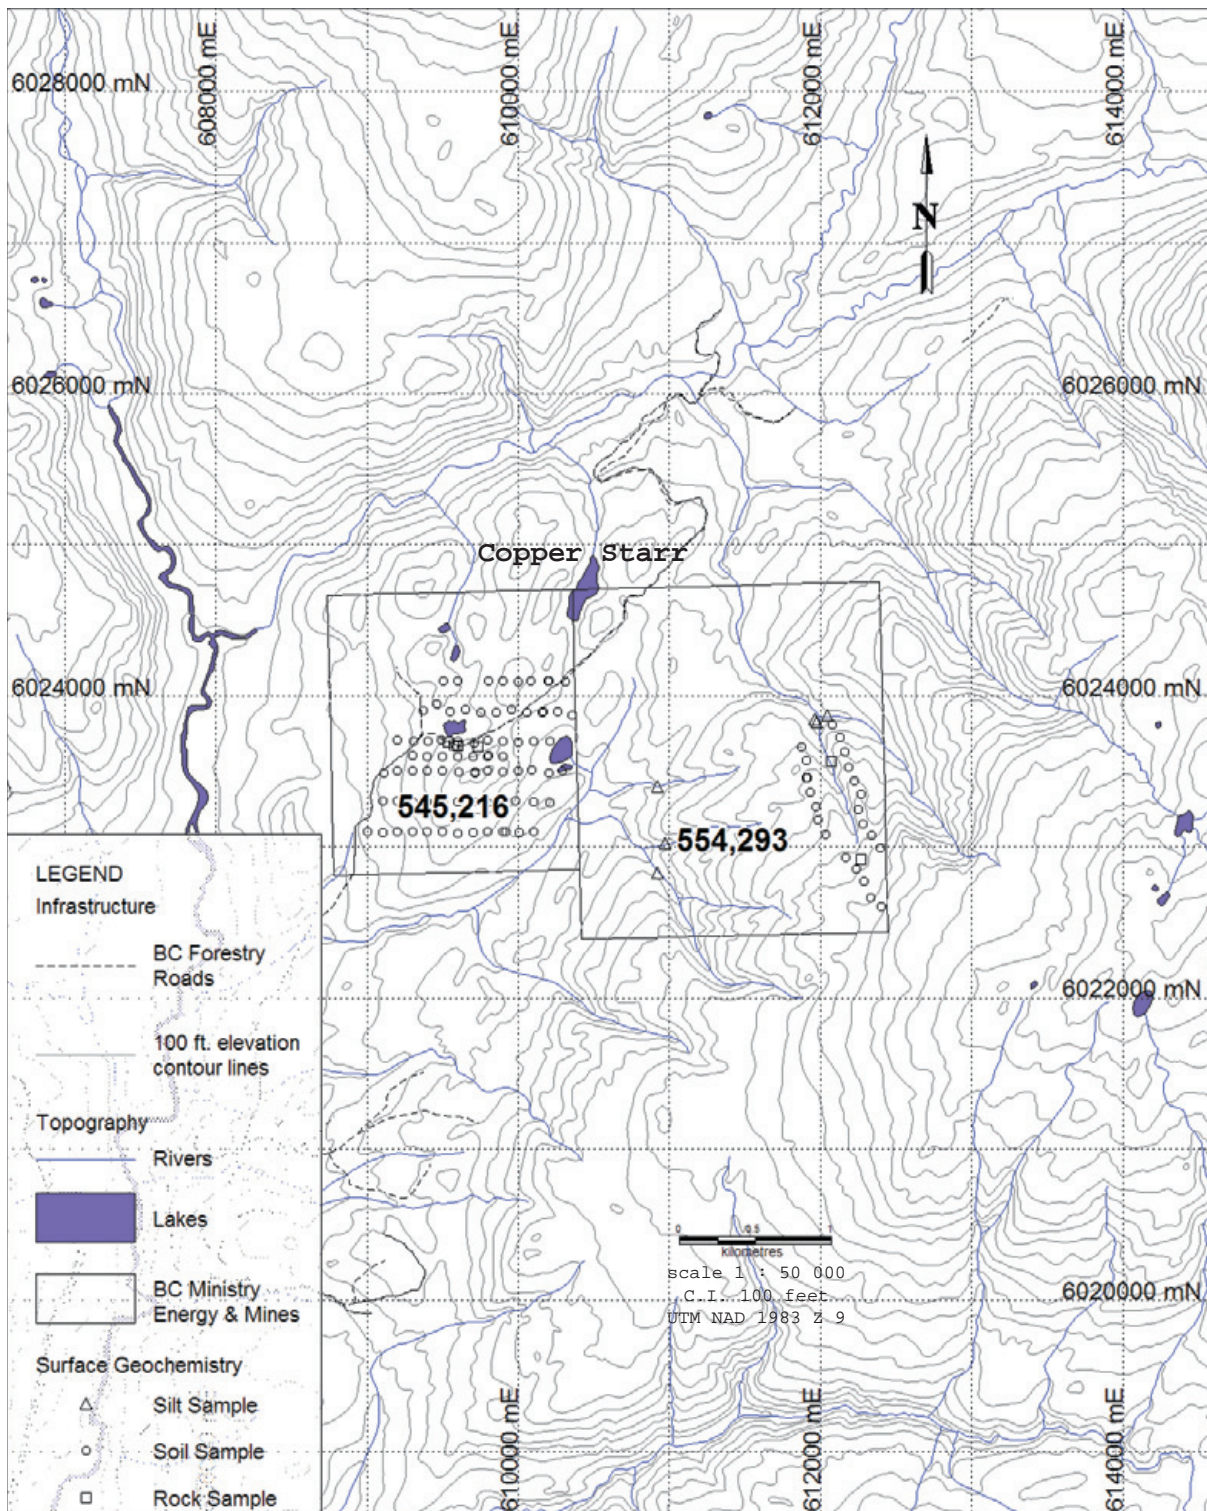 608000 mE
610000 mE
612000 mE
614000 mE
6028000 mN
N
6026000 mN
6026000 mN
Copper Starr
6024000 mN
6024000 mN
545,216
554,293
LEGEND
Infrastructure
BC Forestry
Roads
100 ft. elevation
contour lines
Topography
Rivers
Lakes
BC Ministry
Energy & Mines
Surface Geochemistry
Silt Sample
Soil Sample
Rock Sample
6022000 mN
0 0.5 1
kilometres
scale 1 : 50 000
C.I. 100 feet
UTM NAD 1983 Z 9
6020000 mN
610000 mE
612000 mE
614000 mE